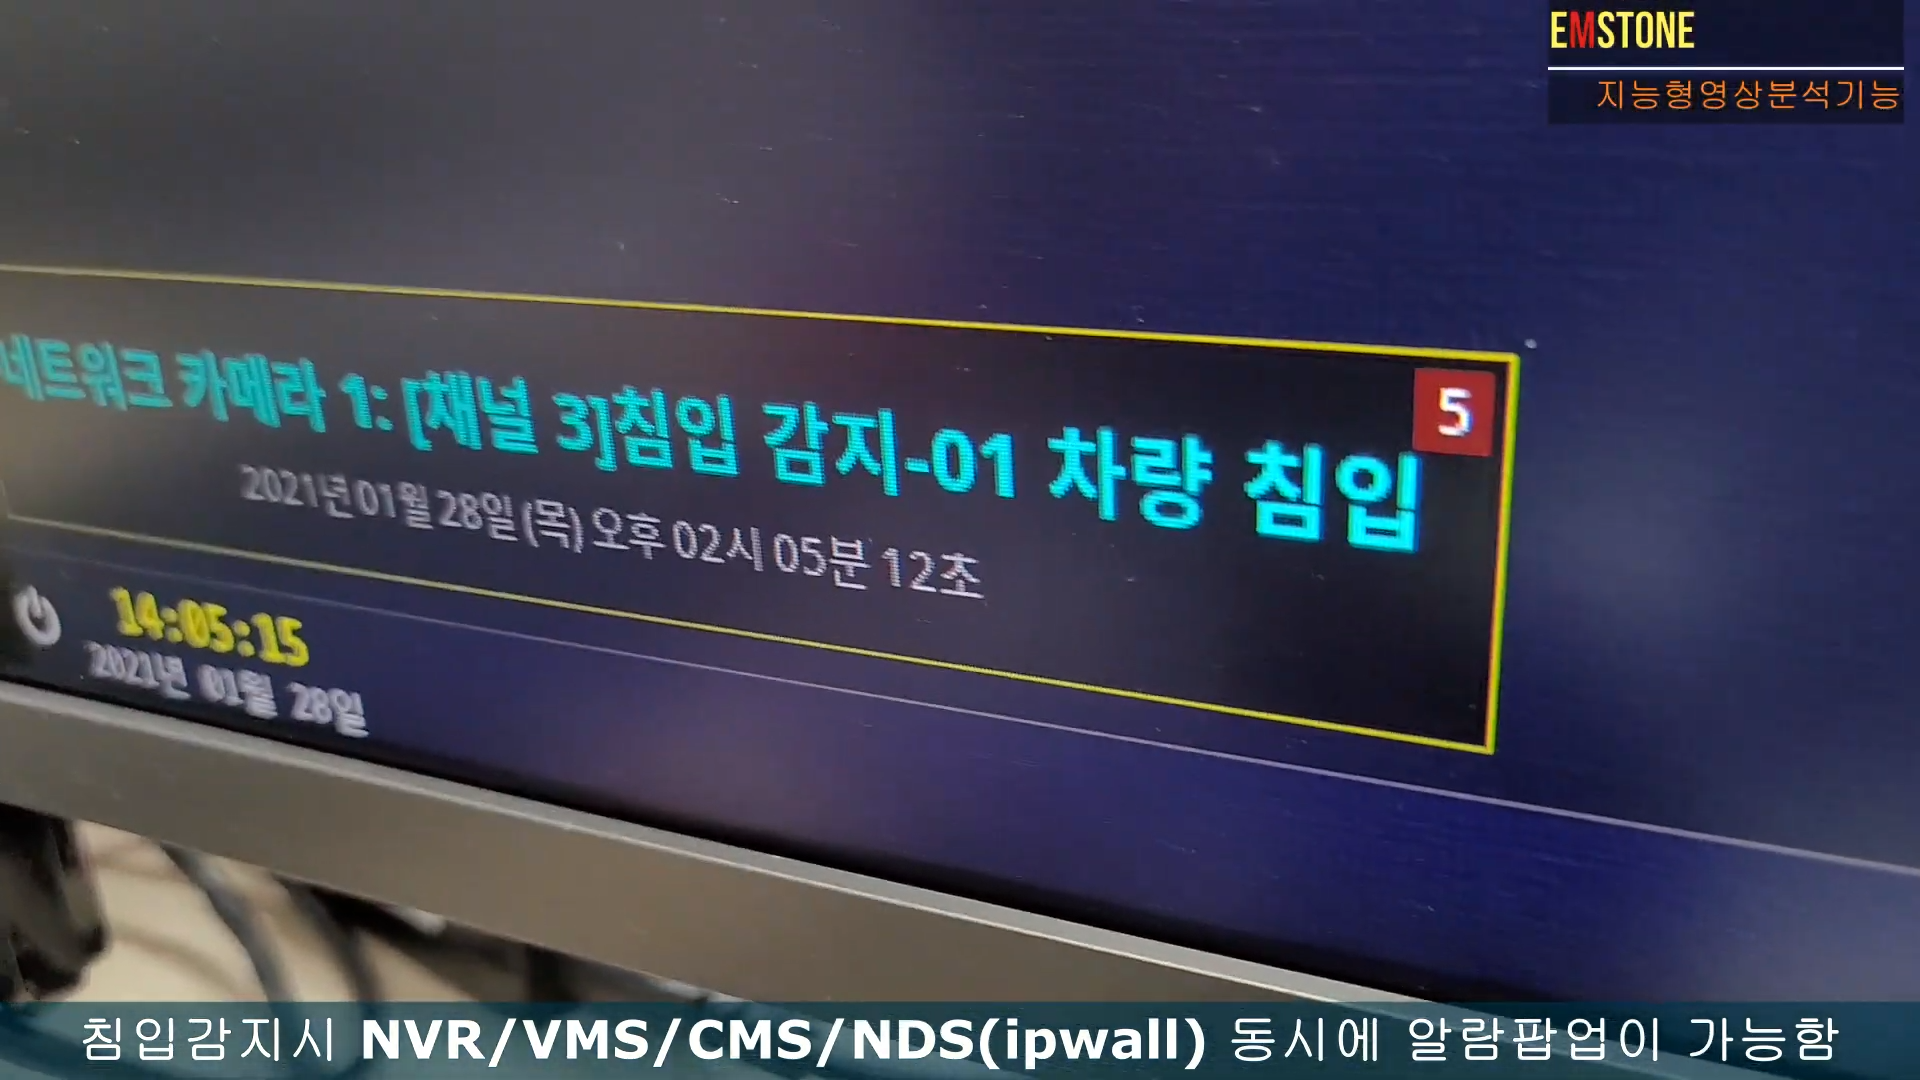 EMSTONE
지능형영상분석기능
네트워크 카메라 1: [채널 3]침입 감지-01 차량 침입
5
2021년 01월 28일 (목) 오후 02시 05분 12초
14:05:15
2021년 01월 28일
침입감지시 NVR/VMS/CMS/NDS(ipwall) 동시에 알람팝업이 가능함